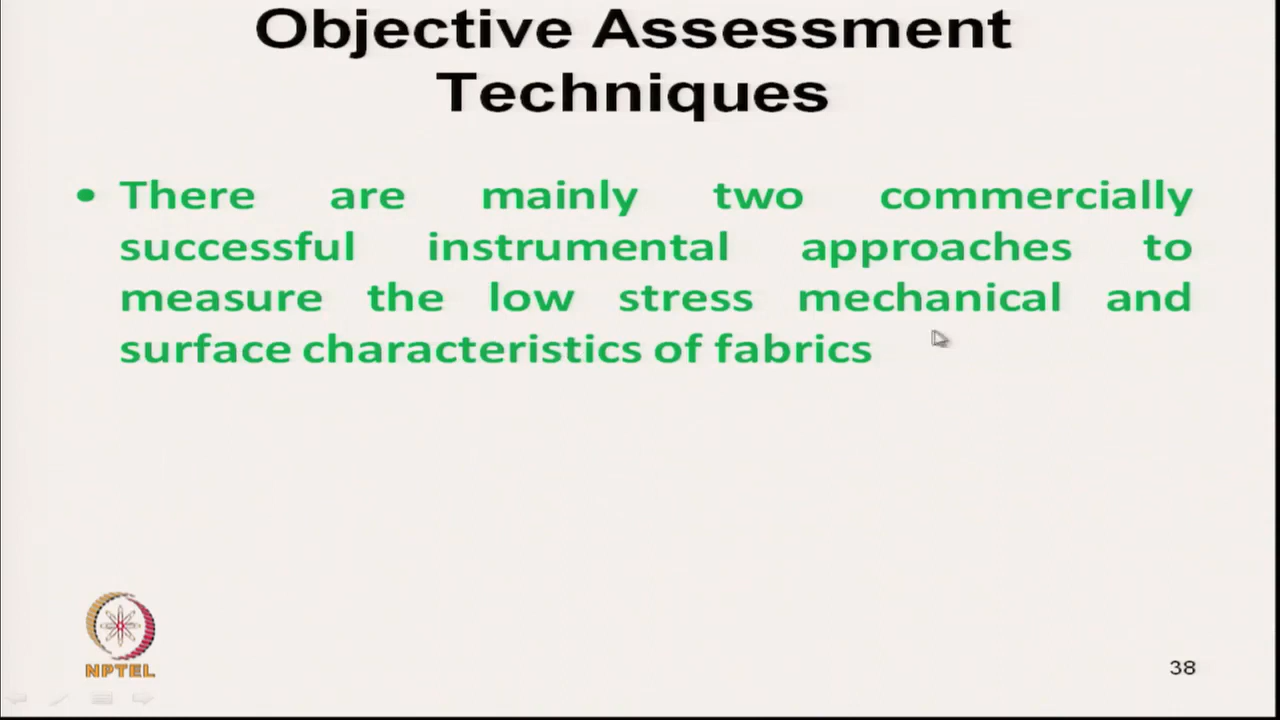 Objective Assessment
Techniques
• There are mainly two commercially
successful instrumental approaches to
measure the low stress mechanical and
surface characteristics of fabrics
NPTEL
38